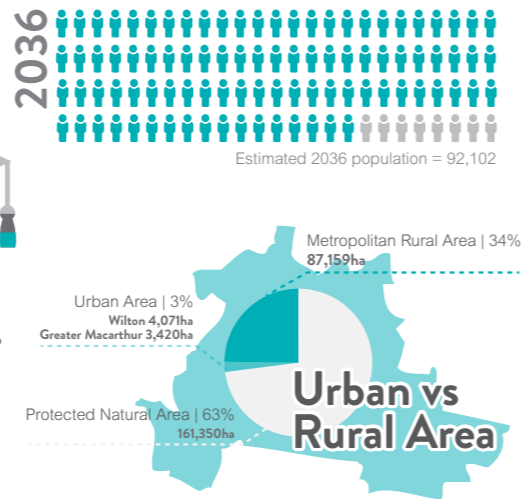 2036
Estimated 2036 population = 92,102
Metropolitan Rural Area | 34%
87,159ha
Urban Area | 3%
Wilton 4,071ha
Greater Macarthur 3,420ha
Protected Natural Area | 63%
161,350ha
Urban vs
Rural Area